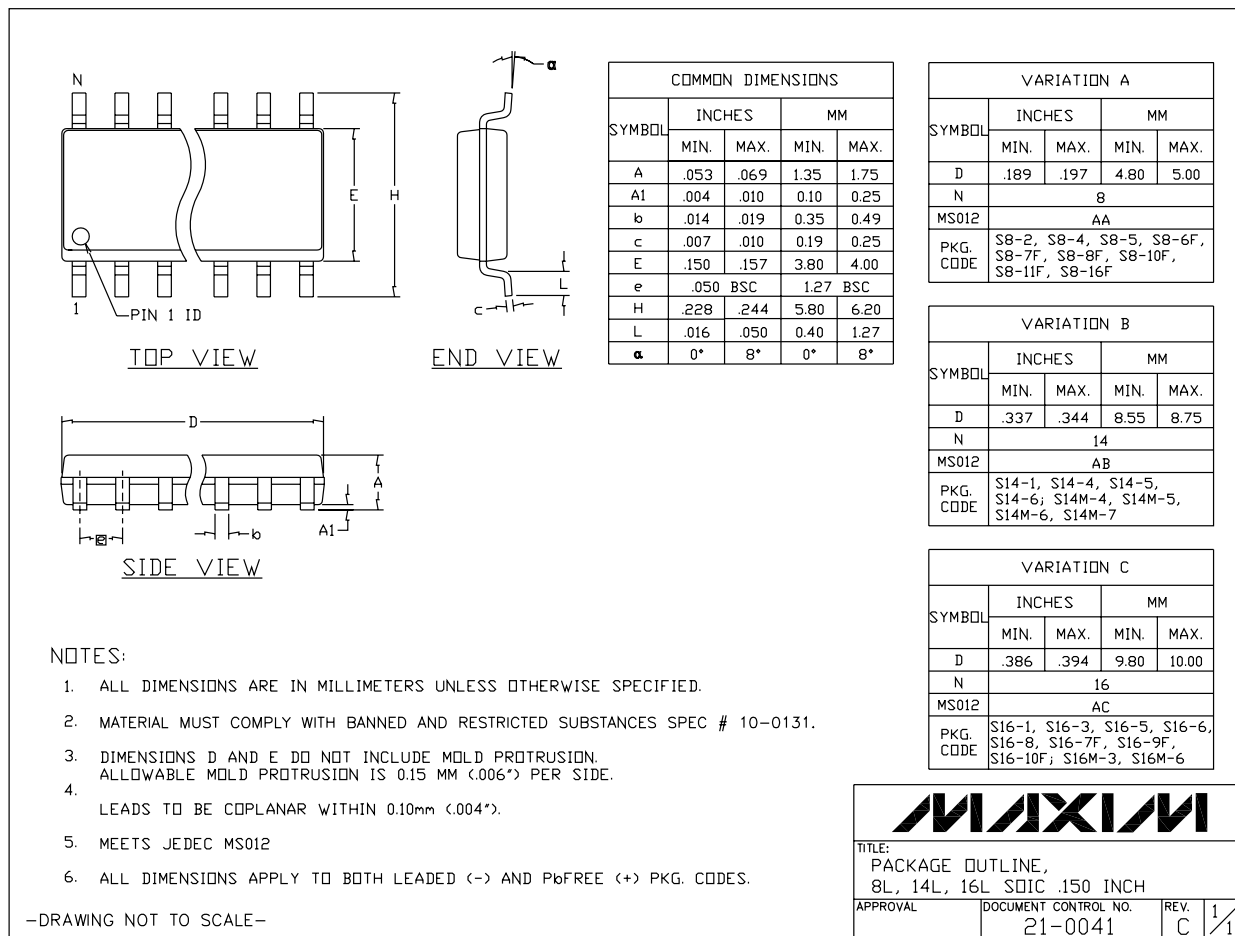 N
α
E
H
1
PIN 1 ID
TOP VIEW
c
L
END VIEW
D
A
A1
e
b
SIDE VIEW
COMMON DIMENSIONS
SYMBOL INCHES MM
MIN. MAX. MIN. MAX.
A .053 .069 1.35 1.75
A1 .004 .010 0.10 0.25
b .014 .019 0.35 0.49
c .007 .010 0.19 0.25
E .150 .157 3.80 4.00
e .050 BSC 1.27 BSC
H .228 .244 5.80 6.20
L .016 .050 0.40 1.27
α 0° 8° 0° 8°
VARIATION A
SYMBOL INCHES MM
MIN. MAX. MIN. MAX.
D .189 .197 4.80 5.00
N 8
MS012 AA
PKG. CODE S8-2, S8-4, S8-5, S8-6F,
S8-7F, S8-8F, S8-10F,
S8-11F, S8-16F
VARIATION B
SYMBOL INCHES MM
MIN. MAX. MIN. MAX.
D .337 .344 8.55 8.75
N 14
MS012 AB
PKG. CODE S14-1, S14-4, S14-5,
S14-6; S14M-4, S14M-5,
S14M-6, S14M-7
VARIATION C
SYMBOL INCHES MM
MIN. MAX. MIN. MAX.
D .386 .394 9.80 10.00
N 16
MS012 AC
PKG. CODE S16-1, S16-3, S16-5, S16-6,
S16-8, S16-7F, S16-9F,
S16-10F; S16M-3, S16M-6
NOTES:
1. ALL DIMENSIONS ARE IN MILLIMETERS UNLESS OTHERWISE SPECIFIED.
2. MATERIAL MUST COMPLY WITH BANNED AND RESTRICTED SUBSTANCES SPEC # 10-0131.
3. DIMENSIONS D AND E DO NOT INCLUDE MOLD PROTRUSION.
ALLOWABLE MOLD PROTRUSION IS 0.15 MM (.006") PER SIDE.
4.
LEADS TO BE COPLANAR WITHIN 0.10mm (.004").
5. MEETS JEDEC MS012
6. ALL DIMENSIONS APPLY TO BOTH LEADED (-) AND PbFREE (+) PKG. CODES.
-DRAWING NOT TO SCALE-
MAXIM
TITLE:
PACKAGE OUTLINE,
8L, 14L, 16L SOIC .150 INCH
APPROVAL DOCUMENT CONTROL NO. REV.
21-0041 C 1/1